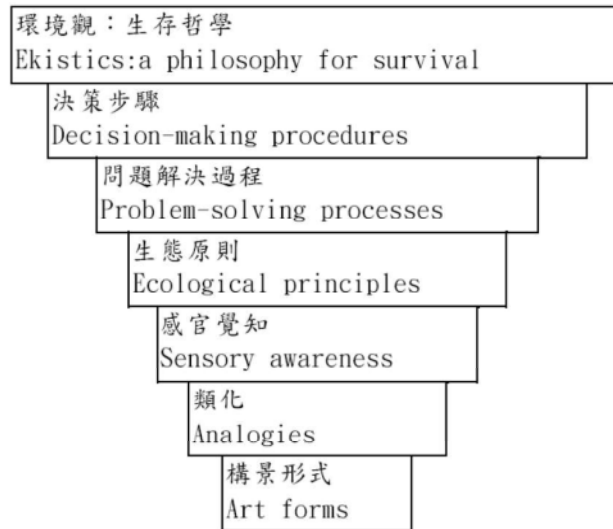 環境觀：生存哲學
Ekistics:a philosophy for survival
決策步驟
Decision-making procedures
問題解決過程
Problem-solving processes
生態原則
Ecological principles
感官覺知
Sensory awareness
類化
Analogies
構景形式
Art forms